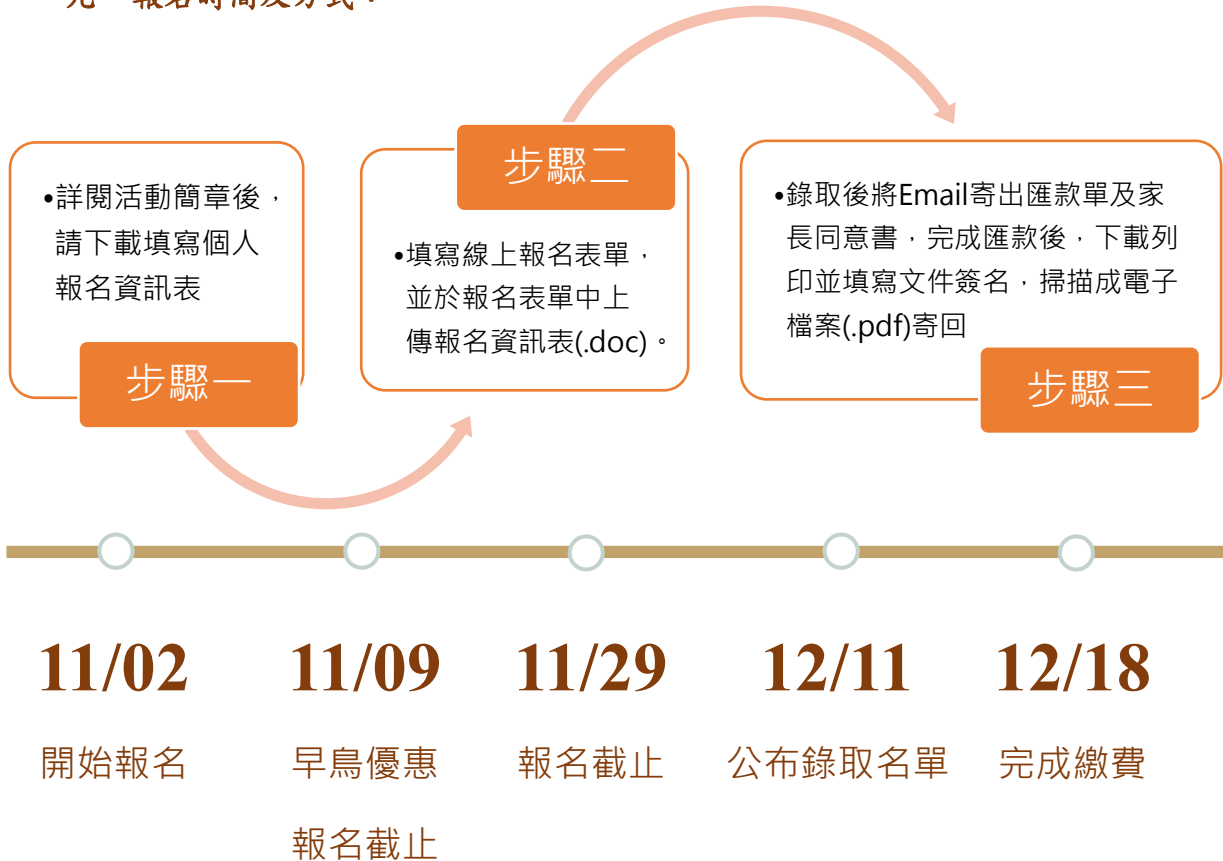 報名時間及方式：
•詳閱活動簡章後，
請下載填寫個人
報名資訊表
步驟一
步驟二
•填寫線上報名表單，
並於報名表單中上
傳報名資訊表(.doc)。
•錄取後將Email寄出匯款單及家
長同意書，完成匯款後，下載列
印並填寫文件簽名，掃描成電子
檔案(.pdf)寄回
步驟三
11/02
開始報名
11/09
早鳥優惠
報名截止
11/29
報名截止
12/11
公布錄取名單
12/18
完成繳費